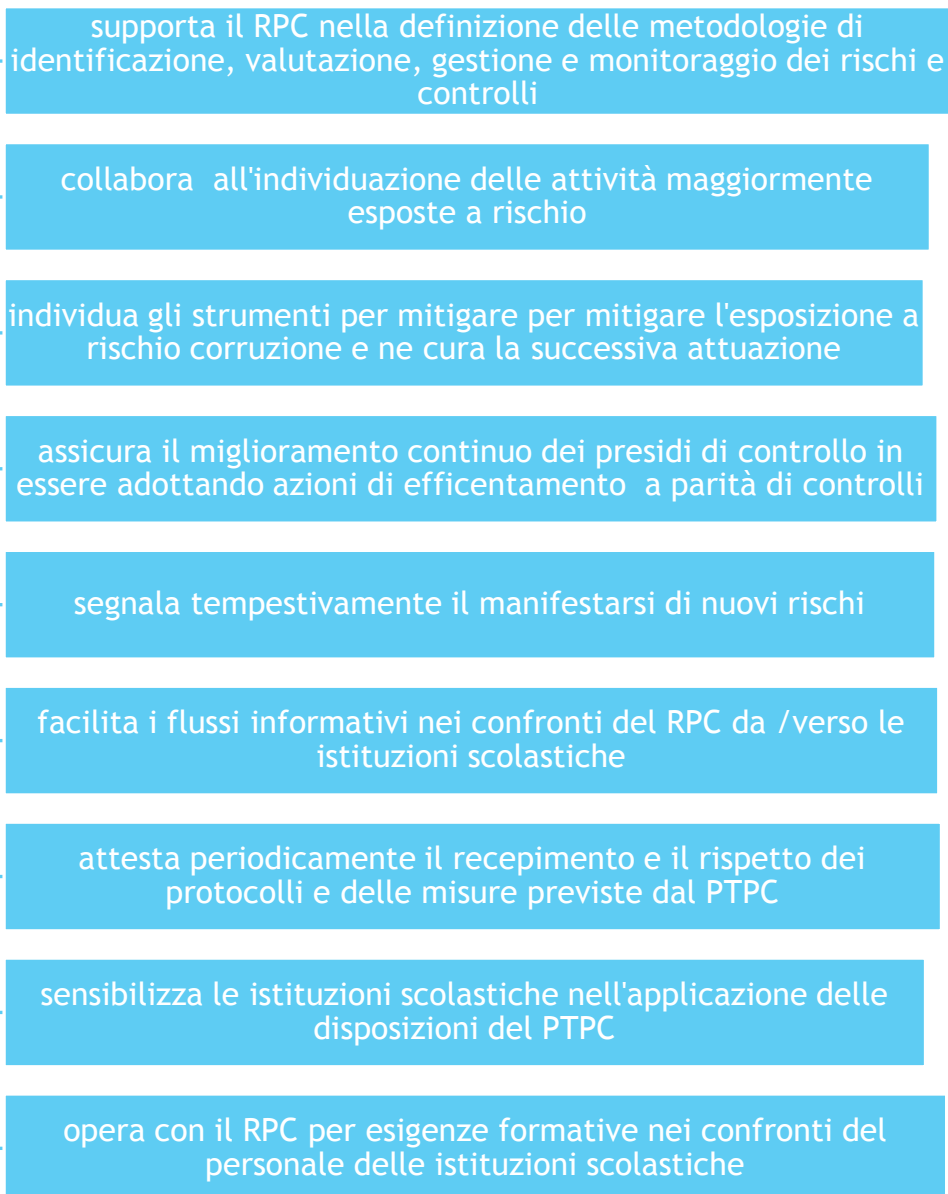 supporta il RPC nella definizione delle metodologie di
identificazione, valutazione, gestione e monitoraggio dei rischi e
controlli
collabora  all'individuazione delle attività maggiormente
esposte a rischio
individua gli strumenti per mitigare per mitigare l'esposizione a
rischio corruzione e ne cura la successiva attuazione
assicura il miglioramento continuo dei presidi di controllo in
essere adottando azioni di efficentamento  a parità di controlli
segnala tempestivamente il manifestarsi di nuovi rischi
facilita i flussi informativi nei confronti del RPC da /verso le
istituzioni scolastiche
attesta periodicamente il recepimento e il rispetto dei
protocolli e delle misure previste dal PTPC
sensibilizza le istituzioni scolastiche nell'applicazione delle
disposizioni del PTPC
opera con il RPC per esigenze formative nei confronti del
personale delle istituzioni scolastiche